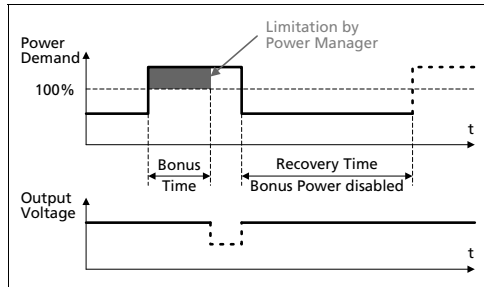 Power
Demand
Limitation by
Power Manager
100%
t
Bonus
Time
Recovery Time
Bonus Power disabled
Output
Voltage
t